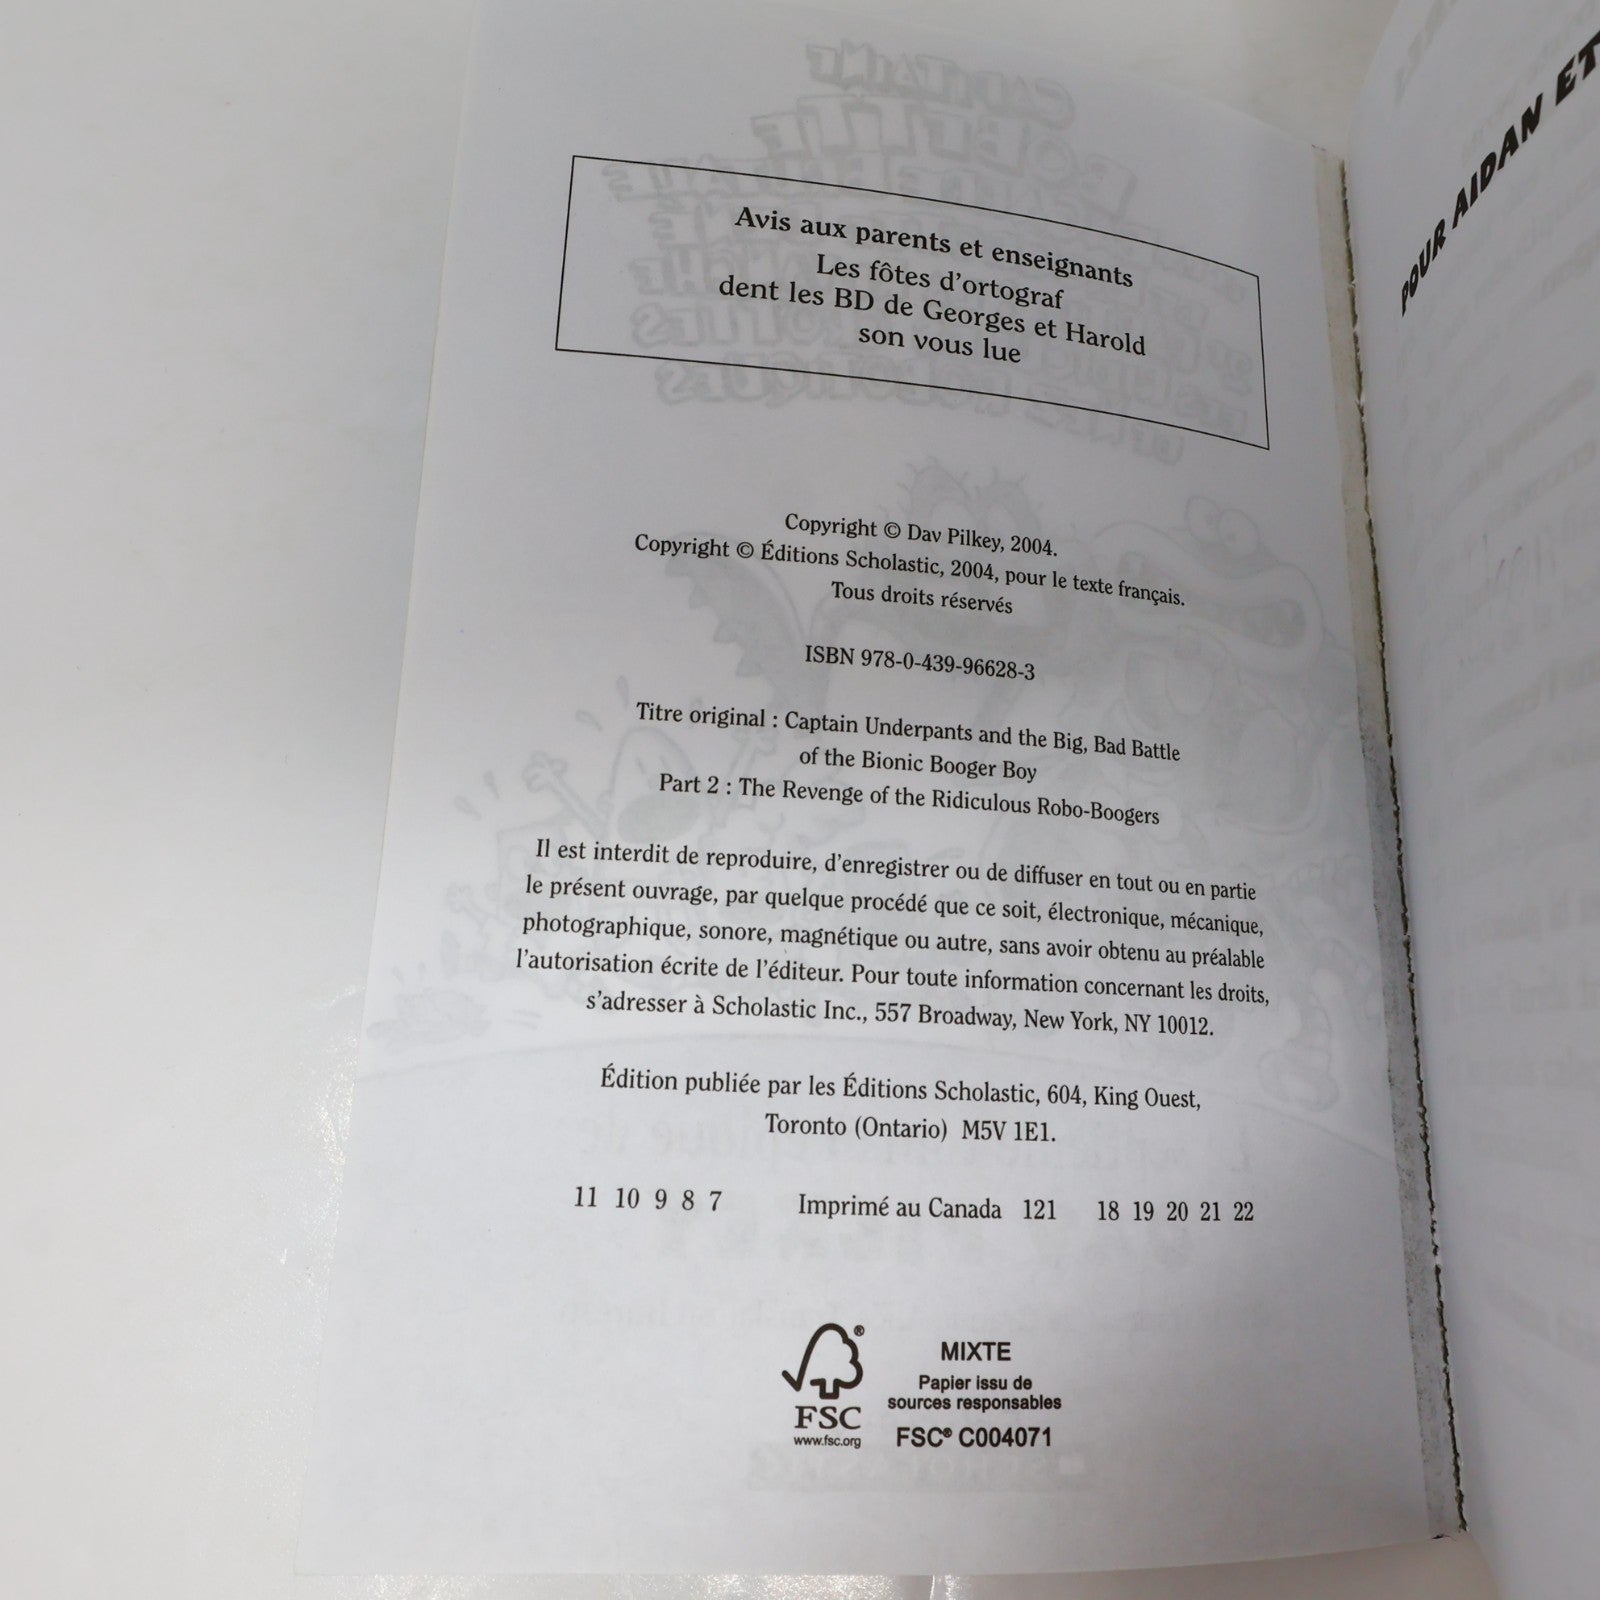 Avis aux parents et enseignants
Les fôtes d'ortograf
dent les BD de Georges et Harold
son vous lue
Copyright © Dav Pilkey, 2004.
Copyright © Éditions Scholastic, 2004, pour le texte français.
Tous droits réservés
ISBN 978-0-439-96628-3
Titre original : Captain Underpants and the Big, Bad Battle
of the Bionic Booger Boy
Part 2 : The Revenge of the Ridiculous Robo-Boogers
Il est interdit de reproduire, d'enregistrer ou de diffuser en tout ou en partie
le présent ouvrage, par quelque procédé que ce soit, électronique, mécanique,
photographique, sonore, magnétique ou autre, sans avoir obtenu au préalable
l'autorisation écrite de l'éditeur. Pour toute information concernant les droits,
s'adresser à Scholastic Inc., 557 Broadway, New York, NY 10012.
Édition publiée par les Éditions Scholastic, 604, King Ouest,
Toronto (Ontario) M5V 1E1.
11 10 9 8 7 Imprimé au Canada 121 18 19 20 21 22
FSC®
www.fsc.org
MIXTE
Papier issu de
sources responsables
FSC® C004071
POUR AIDAN ET